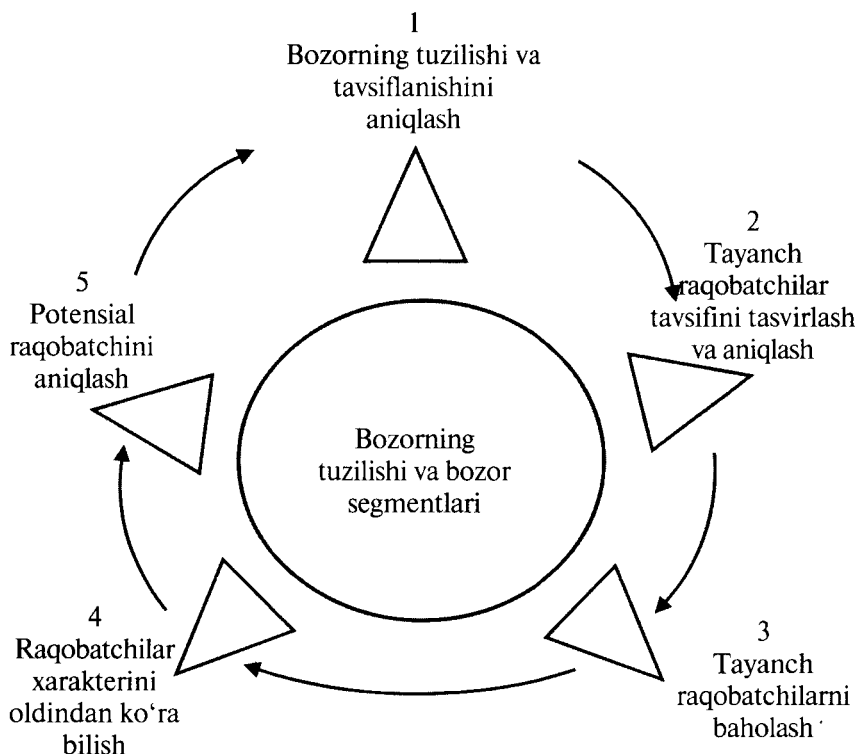 1
Bozorning tuzilishi va
tavsiflanishini
aniqlash
2
Tayanch
raqobatchilar
tavsifini tasvirlash
va aniqlash
3
Tayanch
raqobatchilarni
baholash
4
Raqobatchilar
xarakterini
oldindan ko‘ra
bilish
5
Potensial
raqobatchini
aniqlash
Bozorning
tuzilishi va bozor
segmentlari